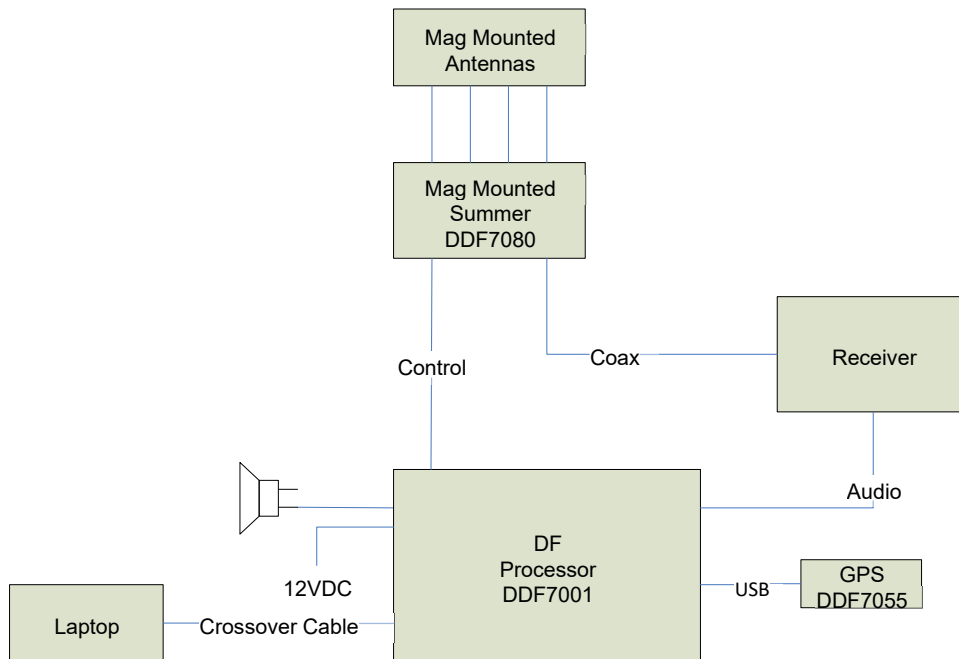 Mag Mounted
Antennas
Mag Mounted
Summer
DDF7080
Control
Coax
Receiver
Audio
DF
Processor
DDF7001
12VDC
USB
GPS
DDF7055
Laptop
Crossover Cable